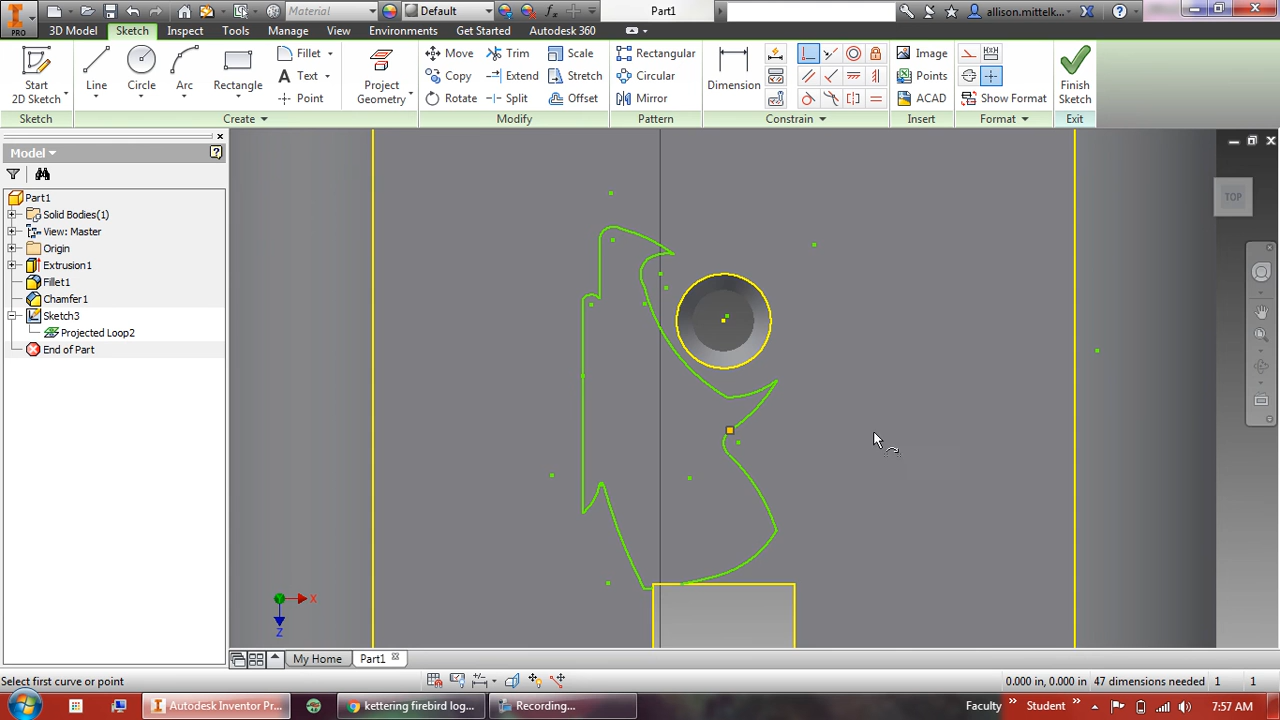 PRO
Material
Default
Part1
allison.mittelk...
3D Model Sketch Inspect Tools Manage View Environments Get Started Autodesk 360
Start
2D Sketch
Line
Circle
Arc
Rectangle
Fillet
Text
Point
Project
Geometry
Move
Copy
Rotate
Trim
Extend
Split
Scale
Stretch
Offset
Rectangular
Circular
Mirror
Dimension
Image
Points
ACAD
Show Format
Finish
Sketch
Sketch Create Modify Pattern Constrain Insert Format Exit
Model
Part1
Solid Bodies(1)
View: Master
Origin
Extrusion1
Fillet1
Chamfer1
Sketch3
Projected Loop2
End of Part
TOP
X
Z
My Home Part1
Select first curve or point
0.000 in, 0.000 in 47 dimensions needed 1 1
Autodesk Inventor Pr...
kettering firebird log...
Recording...
Faculty
Student
7:57 AM